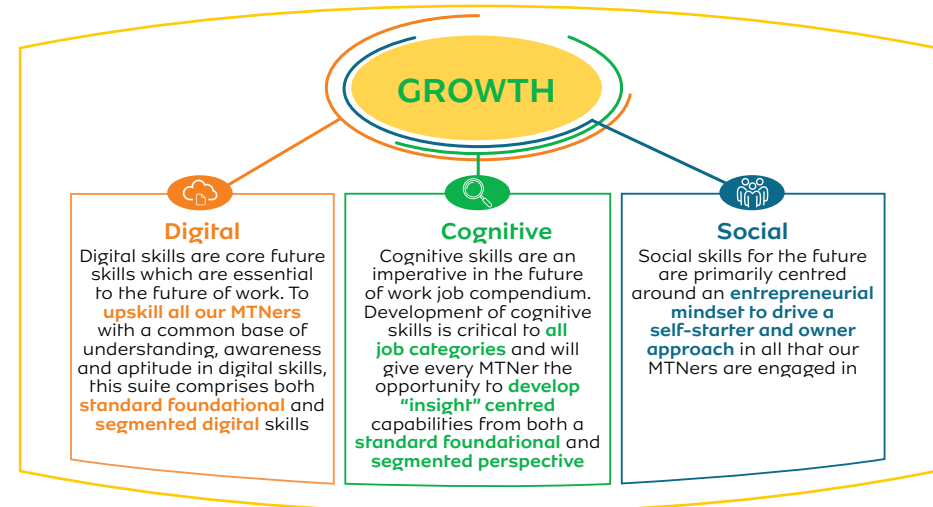 GROWTH
Digital
Digital skills are core future
skills which are essential
to the future of work. To
upskill all our MTNers
with a common base of
understanding, awareness
and aptitude in digital skills,
this suite comprises both
standard foundational and
segmented digital skills
Cognitive
Cognitive skills are an
imperative in the future
of work job compendium.
Development of cognitive
skills is critical to all
job categories and will
give every MTNer the
opportunity to develop
"insight" centred
capabilities from both a
standard foundational and
segmented perspective
Social
Social skills for the future
are primarily centred
around an entrepreneurial
mindset to drive a
self-starter and owner
approach in all that our
MTNers are engaged in